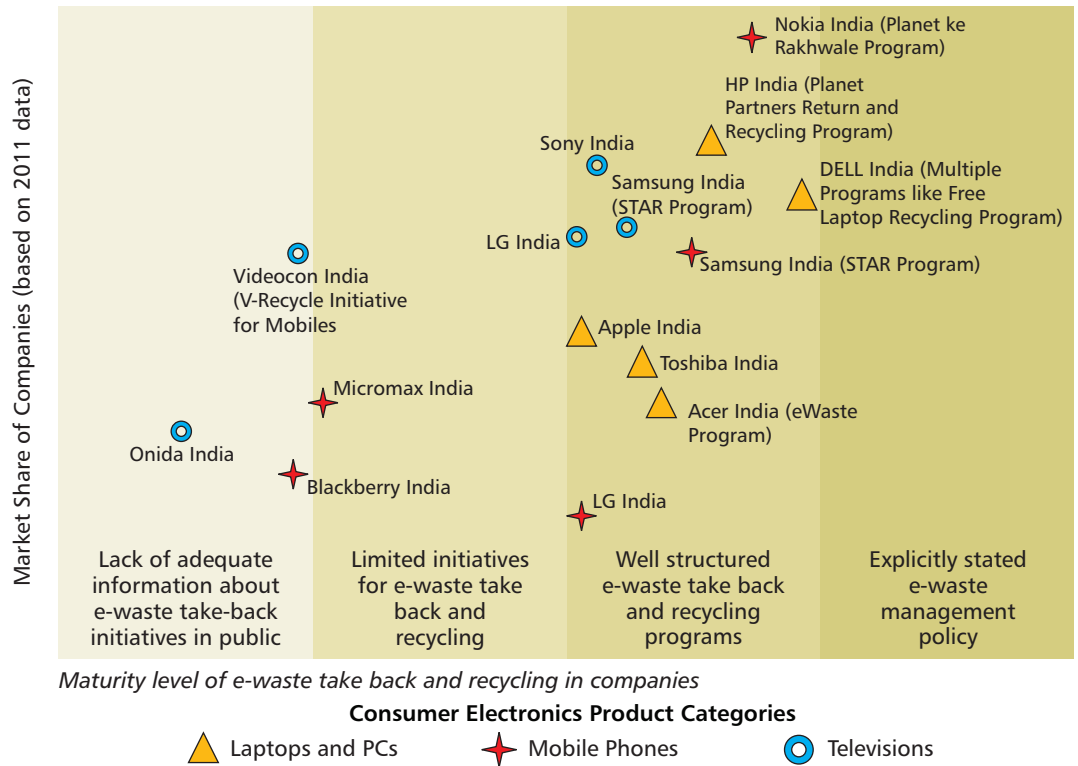 Market Share of Companies (based on 2011 data)
Nokia India (Planet ke
Rakhwale Program)
HP India (Planet
Partners Return and
Recycling Program)
Sony India
Samsung India
(STAR Program)
DELL India (Multiple
Programs like Free
Laptop Recycling Program)
LG India
Samsung India (STAR Program)
Videocon India
(V-Recycle Initiative
for Mobiles
Apple India
Toshiba India
Micromax India
Acer India (eWaste
Program)
Onida India
Blackberry India
LG India
Lack of adequate
information about
e-waste take-back
initiatives in public
Limited initiatives
for e-waste take
back and
recycling
Well structured
e-waste take back
and recycling
programs
Explicitly stated
e-waste
management
policy
Maturity level of e-waste take back and recycling in companies
Consumer Electronics Product Categories
Laptops and PCs
Mobile Phones
Televisions